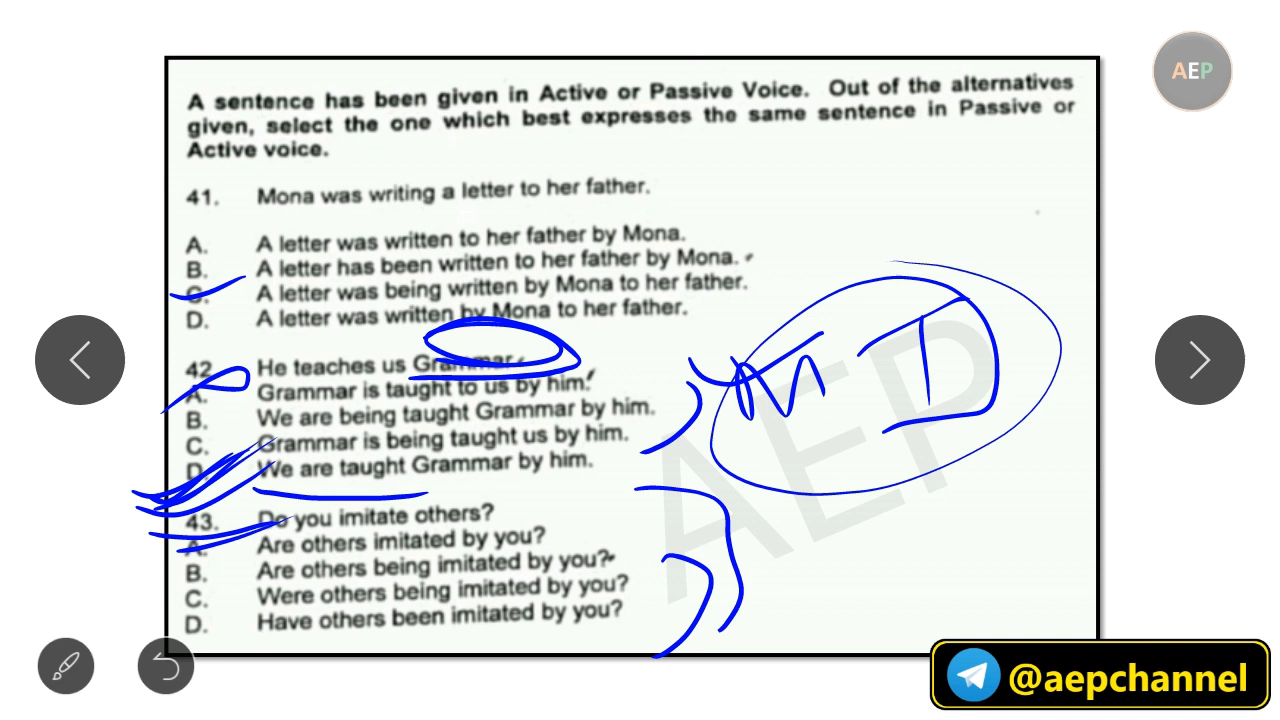 AEP
A sentence has been given in Active or Passive Voice. Out of the alternatives
given, select the one which best expresses the same sentence in Passive or
Active voice.
41. Mona was writing a letter to her father.
A. A letter was written to her father by Mona.
B. A letter has been written to her father by Mona.
C. A letter was being written by Mona to her father.
D. A letter was written by Mona to her father.
42. He teaches us Grammar.
A. Grammar is taught to us by him.
B. We are being taught Grammar by him.
C. Grammar is being taught us by him.
D. We are taught Grammar by him.
43. Do you imitate others?
A. Are others imitated by you?
B. Are others being imitated by you?
C. Were others being imitated by you?
D. Have others been imitated by you?
AEP
@aepchannel